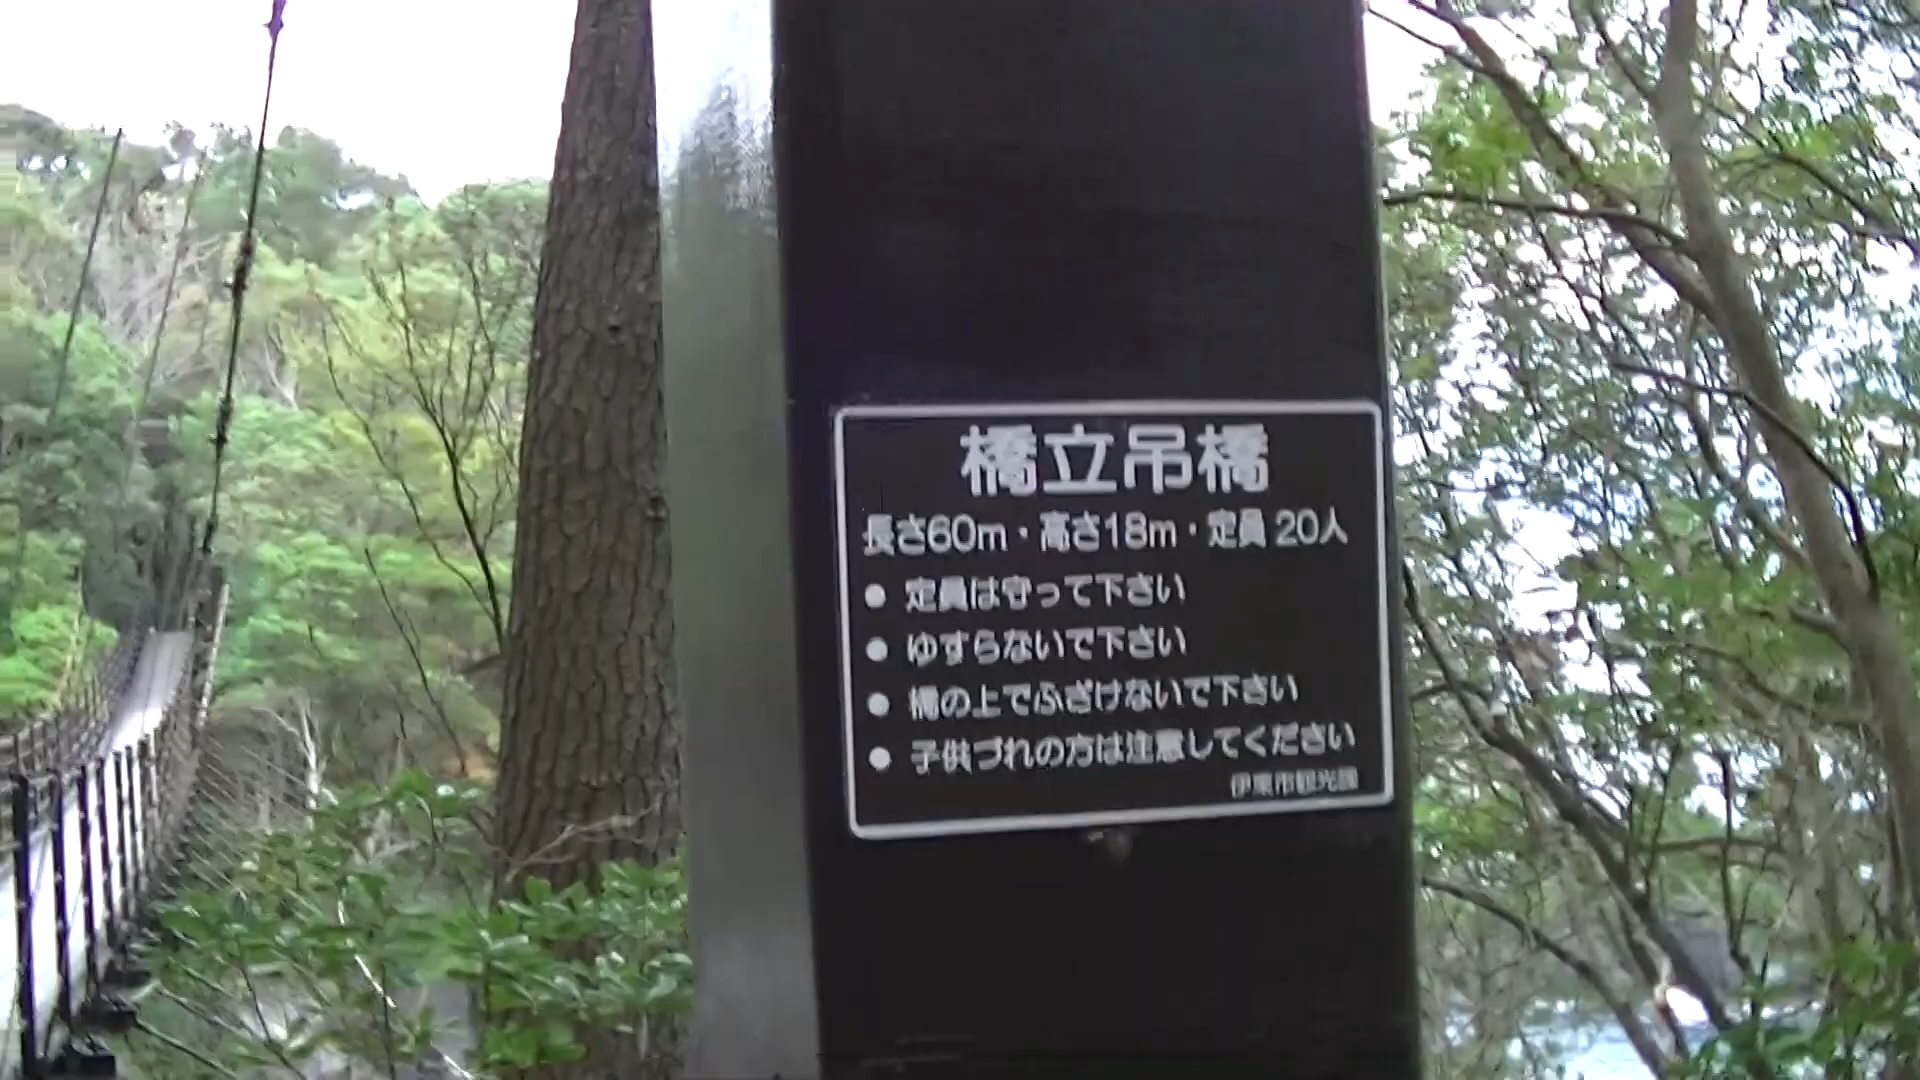 橋立吊橋
長さ60m・高さ18m・定員 20人
● 定員は守って下さい
● ゆすらないで下さい
● 橋の上でふざけないで下さい
● 子供づれの方は注意してください
伊東市観光課